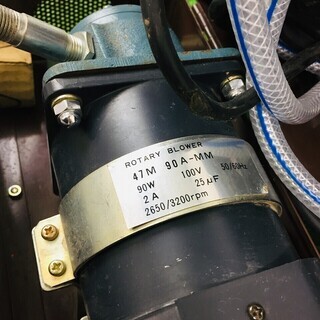 ROTARY BLOWER
47M 90A-MM
90W 100V 50/60Hz
2A 25μF
2650/3200rpm